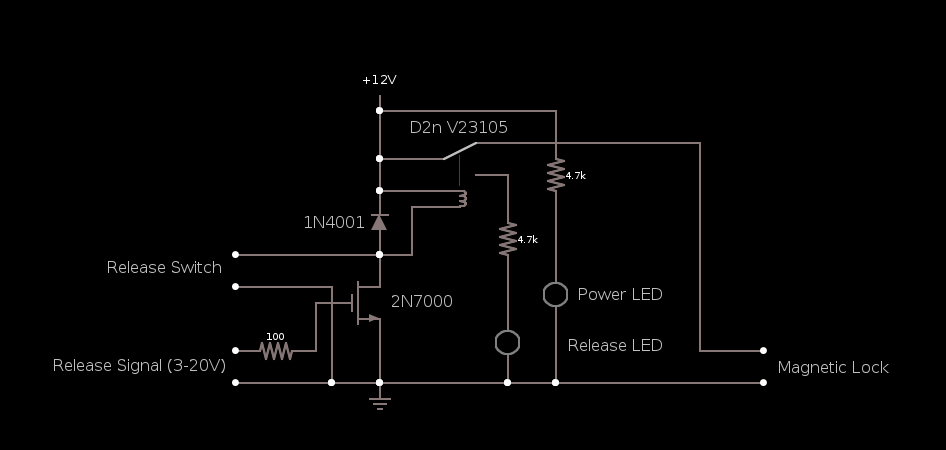 +12V
D2n V23105
4.7k
1N4001
4.7k
Release Switch
Power LED
2N7000
100
Release LED
Release Signal (3-20V)
Magnetic Lock